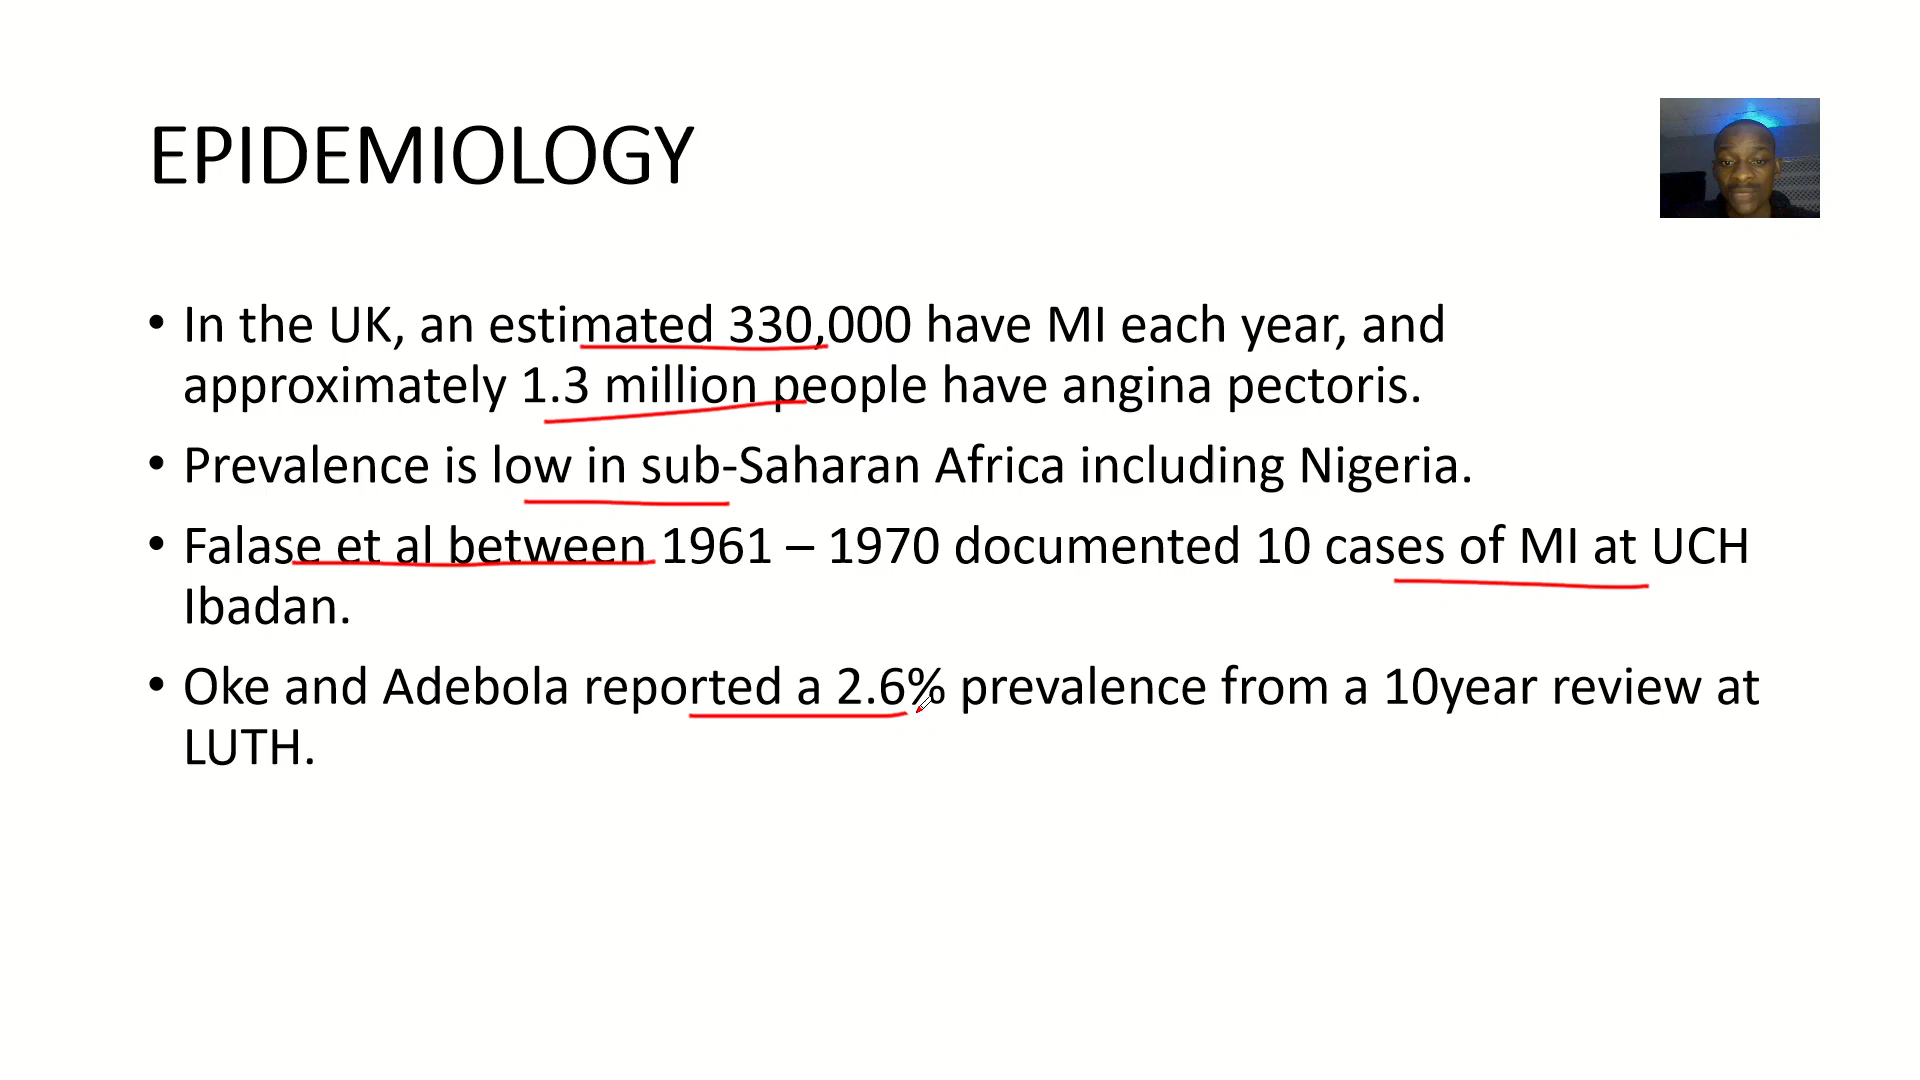 EPIDEMIOLOGY
• In the UK, an estimated 330,000 have MI each year, and
approximately 1.3 million people have angina pectoris.
• Prevalence is low in sub-Saharan Africa including Nigeria.
• Falase et al between 1961 – 1970 documented 10 cases of MI at UCH
Ibadan.
• Oke and Adebola reported a 2.6% prevalence from a 10year review at
LUTH.